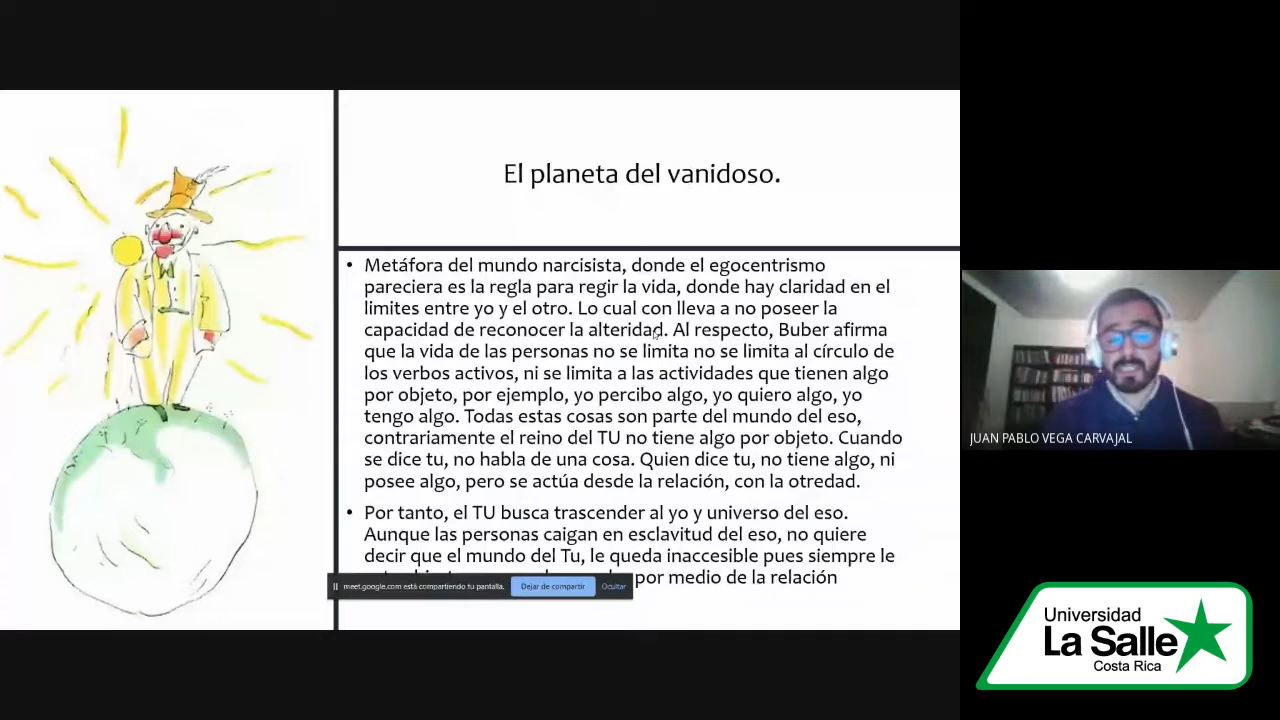 El planeta del vanidoso.
• Metáfora del mundo narcisista, donde el egocentrismo
pareciera es la regla para regir la vida, donde hay claridad en el
limites entre yo y el otro. Lo cual con lleva a no poseer la
capacidad de reconocer la alteridad. Al respecto, Buber afirma
que la vida de las personas no se limita no se limita al círculo de
los verbos activos, ni se limita a las actividades que tienen algo
por objeto, por ejemplo, yo percibo algo, yo quiero algo, yo
tengo algo. Todas estas cosas son parte del mundo del eso,
contrariamente el reino del TU no tiene algo por objeto. Cuando
se dice tu, no habla de una cosa. Quien dice tu, no tiene algo, ni
posee algo, pero se actúa desde la relación, con la otredad.
• Por tanto, el TU busca trascender al yo y universo del eso.
Aunque las personas caigan en esclavitud del eso, no quiere
decir que el mundo del Tu, le queda inaccesible pues siempre le
por medio de la relación
meet.google.com está compartiendo tu pantalla. Dejar de compartir Ocultar
JUAN PABLO VEGA CARVAJAL
Universidad
La Salle
Costa Rica